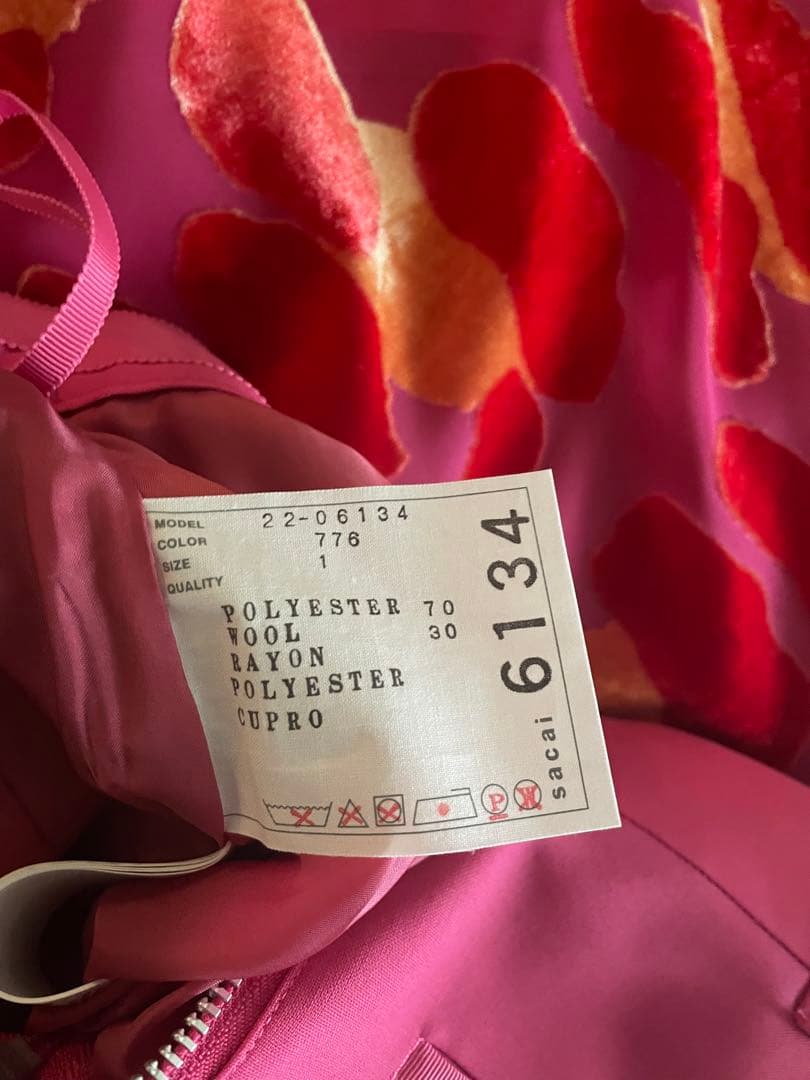 MODEL 22-06134
COLOR 776
SIZE 1
QUALITY
POLYESTER 70
WOOL 30
RAYON
POLYESTER
CUPRO
P
W
sacai 6134